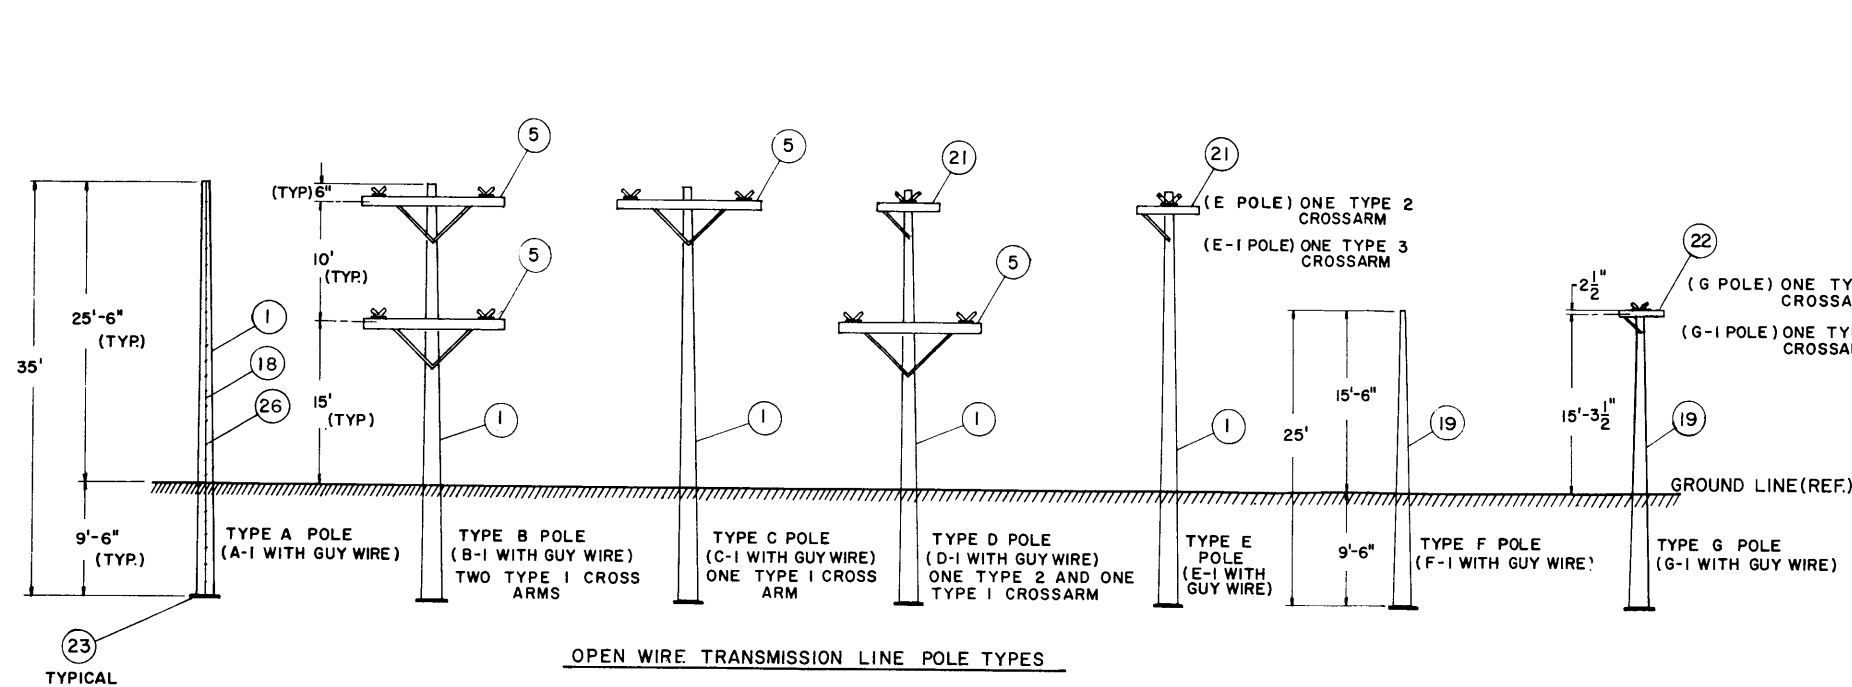 35'
25'-6"
(TYP.)
9'-6"
(TYP.)
1
18
26
23
TYPICAL
TYPE A POLE
(A-1 WITH GUY WIRE)
(TYP) 6"
10'
(TYP.)
15'
(TYP)
5
5
1
TYPE B POLE
(B-1 WITH GUY WIRE)
TWO TYPE 1 CROSS
ARMS
5
1
TYPE C POLE
(C-1 WITH GUY WIRE)
ONE TYPE 1 CROSS
ARM
21
5
1
TYPE D POLE
(D-1 WITH GUY WIRE)
ONE TYPE 2 AND ONE
TYPE 1 CROSSARM
21
(E POLE) ONE TYPE 2
CROSSARM
(E-1 POLE) ONE TYPE 3
CROSSARM
1
TYPE E
POLE
(E-1 WITH
GUY WIRE)
25'
15'-6"
9'-6"
19
TYPE F POLE
(F-1 WITH GUY WIRE)
22
2 1/2"
(G POLE) ONE TY
CROSSA
(G-1 POLE) ONE TY
CROSSA
15'-3 1/2"
19
GROUND LINE (REF.)
TYPE G POLE
(G-1 WITH GUY WIRE)
OPEN WIRE TRANSMISSION LINE POLE TYPES